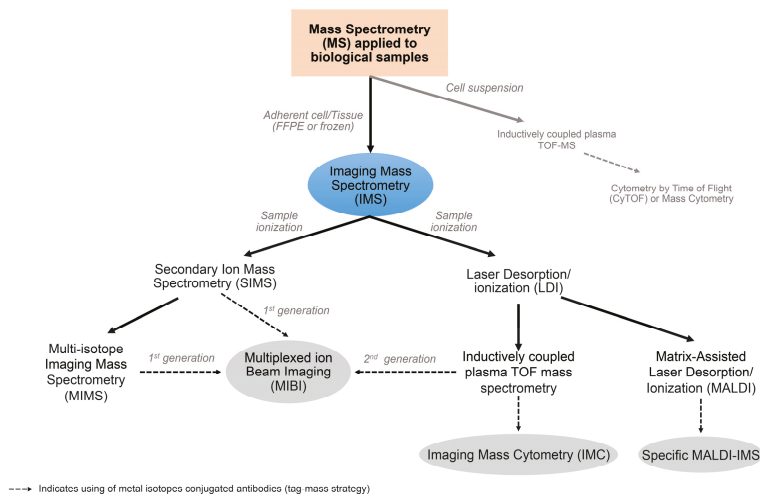 Mass Spectrometry
(MS) applied to
biological samples
Cell suspension
Adherent cell/Tissue
(FFPE or frozen)
Inductively coupled plasma
TOF-MS
Imaging Mass
Spectrometry
(IMS)
Cytometry by Time of Flight
(CyTOF) or Mass Cytometry
Sample
ionization
Sample
ionization
Secondary Ion Mass
Spectrometry (SIMS)
Laser Desorption/
ionization (LDI)
1st generation
Multi-isotope
Imaging Mass
Spectrometry
(MIMS)
1st generation
Multiplexed ion
Beam Imaging
(MIBI)
2nd generation
Inductively coupled
plasma TOF mass
spectrometry
Matrix-Assisted
Laser Desorption/
Ionization (MALDI)
Imaging Mass Cytometry (IMC)
Specific MALDI-IMS
Indicates using of metal isotopes conjugated antibodies (tag-mass strategy)